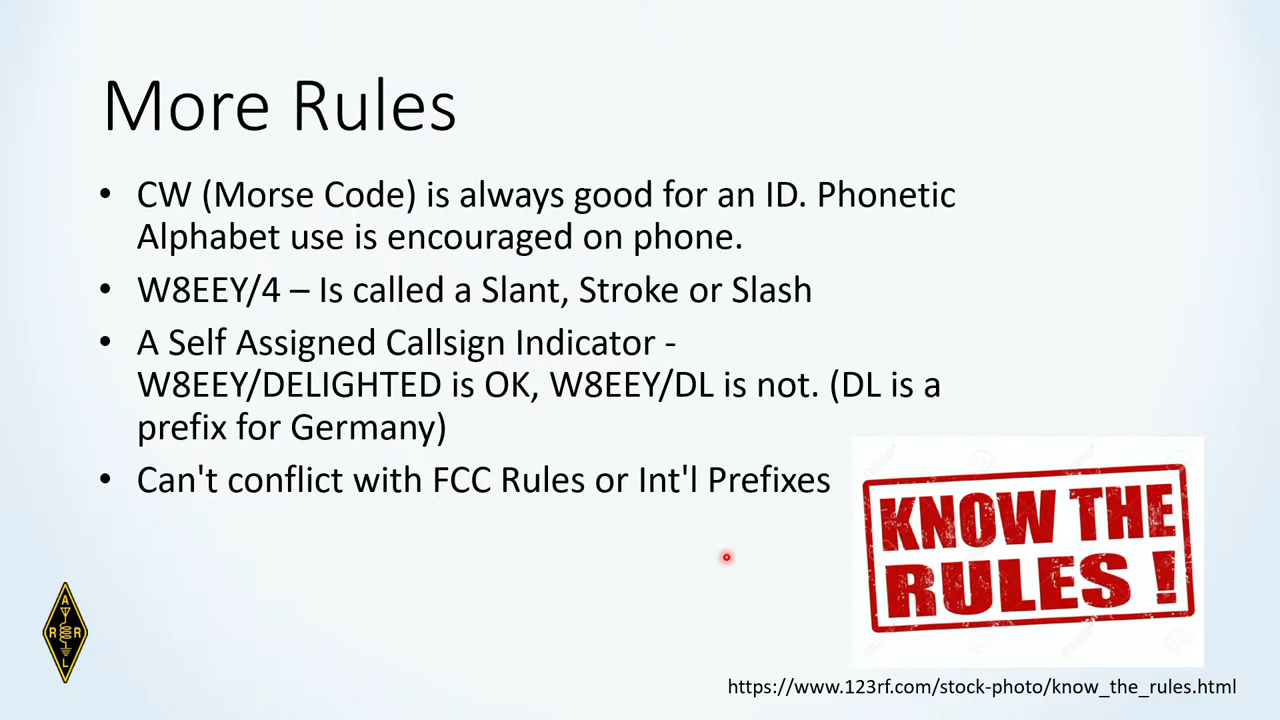 More Rules
• CW (Morse Code) is always good for an ID. Phonetic
Alphabet use is encouraged on phone.
• W8EEY/4 – Is called a Slant, Stroke or Slash
• A Self Assigned Callsign Indicator -
W8EEY/DELIGHTED is OK, W8EEY/DL is not. (DL is a
prefix for Germany)
• Can't conflict with FCC Rules or Int'l Prefixes
KNOW THE
RULES !
A
R R
L
https://www.123rf.com/stock-photo/know_the_rules.html